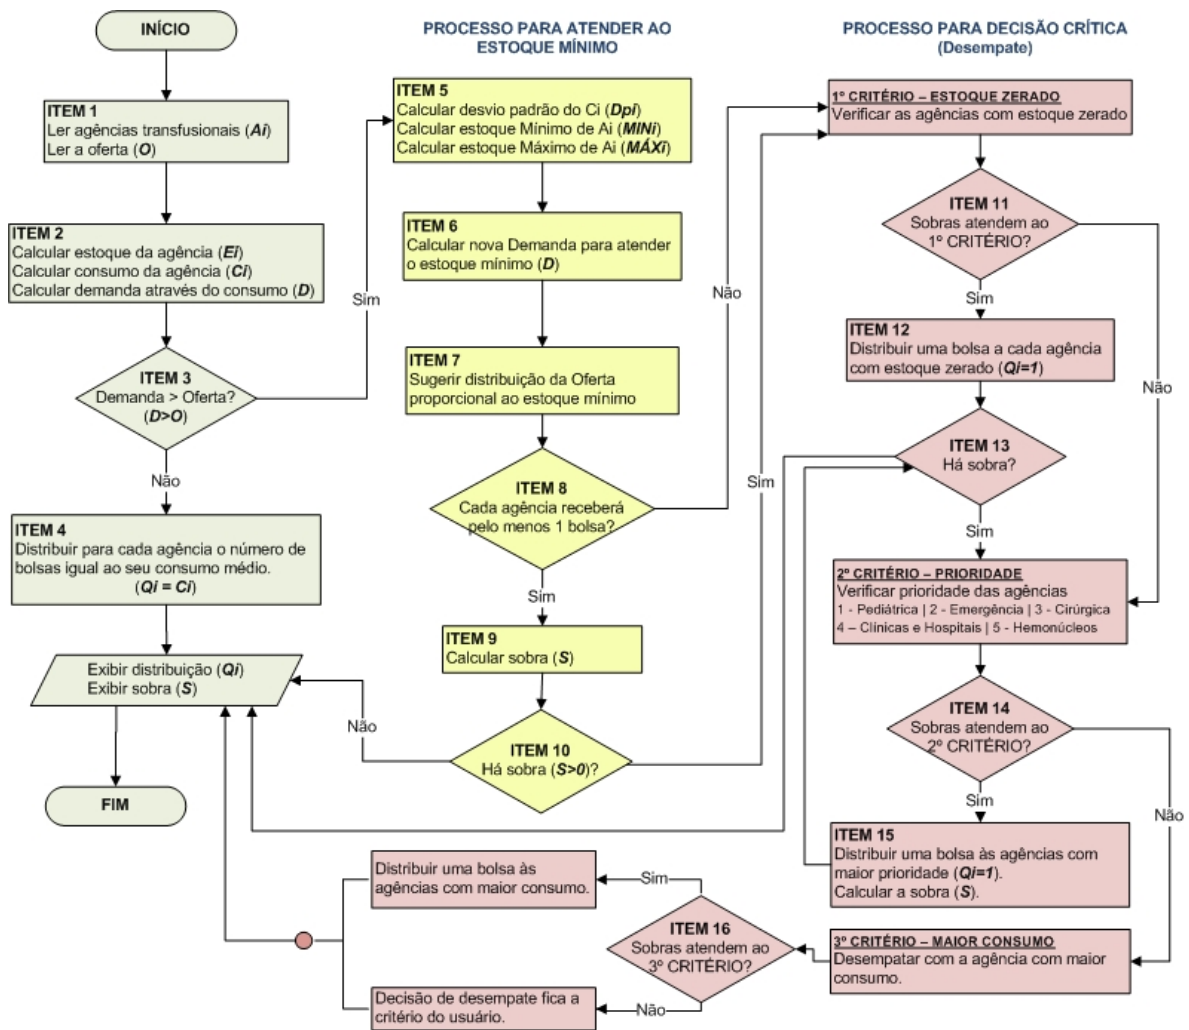 INÍCIO
ITEM 1
Ler agências transfusionais (Ai)
Ler a oferta (O)
ITEM 2
Calcular estoque da agência (Ei)
Calcular consumo da agência (Ci)
Calcular demanda através do consumo (D)
ITEM 3
Demanda > Oferta?
(D>O)
Sim
Não
ITEM 4
Distribuir para cada agência o número de
bolsas igual ao seu consumo médio.
(Qi = Ci)
Exibir distribuição (Qi)
Exibir sobra (S)
FIM
PROCESSO PARA ATENDER AO
ESTOQUE MÍNIMO
ITEM 5
Calcular desvio padrão do Ci (Dpi)
Calcular estoque Mínimo de Ai (MINi)
Calcular estoque Máximo de Ai (MÁXi)
ITEM 6
Calcular nova Demanda para atender
o estoque mínimo (D)
ITEM 7
Sugerir distribuição da Oferta
proporcional ao estoque mínimo
ITEM 8
Cada agência receberá
pelo menos 1 bolsa?
Não
Sim
ITEM 9
Calcular sobra (S)
ITEM 10
Há sobra (S>0)?
Não
Sim
PROCESSO PARA DECISÃO CRÍTICA
(Desempate)
1º CRITÉRIO – ESTOQUE ZERADO
Verificar as agências com estoque zerado
ITEM 11
Sobras atendem ao
1º CRITÉRIO?
Sim
Não
ITEM 12
Distribuir uma bolsa a cada agência
com estoque zerado (Qi=1)
ITEM 13
Há sobra?
Sim
2º CRITÉRIO – PRIORIDADE
Verificar prioridade das agências
1 - Pediátrica | 2 - Emergência | 3 - Cirúrgica
4 – Clínicas e Hospitais | 5 - Hemonúcleos
ITEM 14
Sobras atendem ao
2º CRITÉRIO?
Sim
Não
ITEM 15
Distribuir uma bolsa às agências com
maior prioridade (Qi=1).
Calcular a sobra (S).
3º CRITÉRIO – MAIOR CONSUMO
Desempatar com a agência com maior
consumo.
ITEM 16
Sobras atendem ao
3º CRITÉRIO?
Sim
Não
Distribuir uma bolsa às
agências com maior consumo.
Decisão de desempate fica a
critério do usuário.